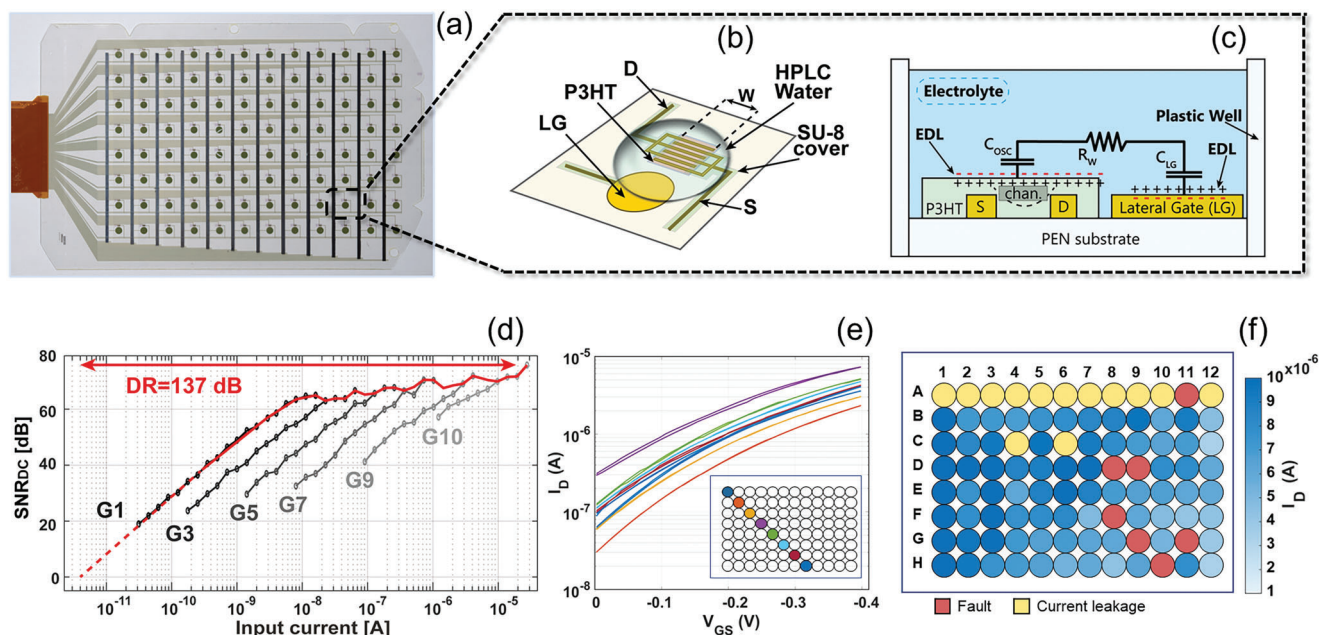 (a)
(b)
D
P3HT
LG
W
HPLC
Water
SU-8
cover
S
(c)
Electrolyte
Plastic Well
EDL
C_OSC
R_W
C_LG
EDL
+ + + + + + + + + + +
+ + + + + + + + + +
P3HT
S
chan.
D
Lateral Gate (LG)
PEN substrate
(d)
SNR_DC [dB]
80
60
40
20
0
DR=137 dB
G1
G3
G5
G7
G9
G10
10^-11
10^-10
10^-9
10^-8
10^-7
10^-6
10^-5
Input current [A]
(e)
I_D (A)
10^-5
10^-6
10^-7
10^-8
0
-0.1
-0.2
-0.3
-0.4
V_GS (V)
(f)
1 2 3 4 5 6 7 8 9 10 11 12
A
B
C
D
E
F
G
H
Fault
Current leakage
10^-6
10
9
8
7
6
5
4
3
2
1
I_D (A)